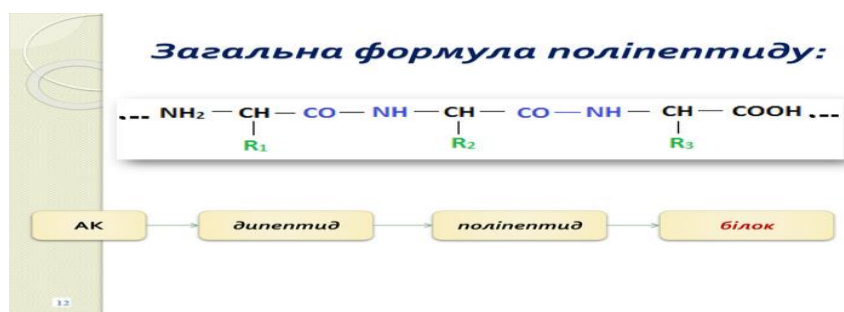 Загальна формула поліпептиду:
... NH₂ — CH — CO — NH — CH — CO — NH — CH — COOH ...
R₁ R₂ R₃
АК дипептид поліпептид білок
12